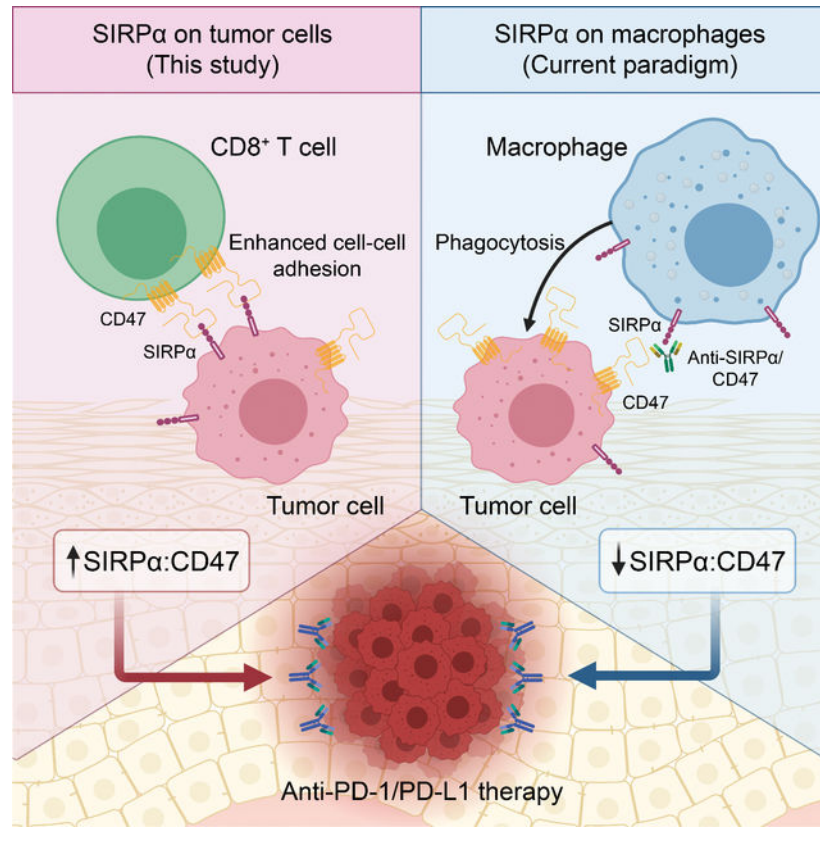 SIRPα on tumor cells
(This study)
SIRPα on macrophages
(Current paradigm)
CD8⁺ T cell
Enhanced cell-cell
adhesion
CD47
SIRPα
Tumor cell
↑SIRPα:CD47
Macrophage
Phagocytosis
SIRPα
Anti-SIRPα/
CD47
CD47
Tumor cell
↓SIRPα:CD47
Anti-PD-1/PD-L1 therapy